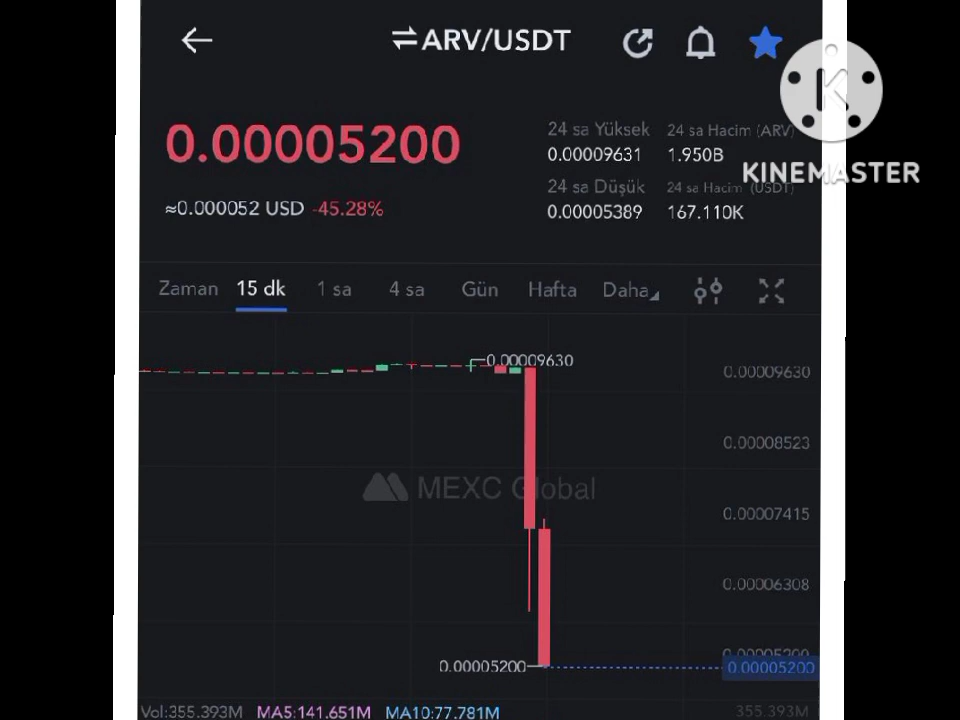 ARV/USDT
0.00005200
≈0.000052 USD -45.28%
24 sa Yüksek
0.00009631
24 sa Düşük
0.00005389
24 sa Hacim (ARV)
1.950B
24 sa Hacim (USDT)
167.110K
KINEMASTER
Zaman 15 dk 1 sa 4 sa Gün Hafta Daha
0.00009630
0.00009630
0.00008523
MEXC Global
0.00007415
0.00006308
0.00005200
0.00005200
0.00005200
Vol:355.393M MA5:141.651M MA10:77.781M
355.393M